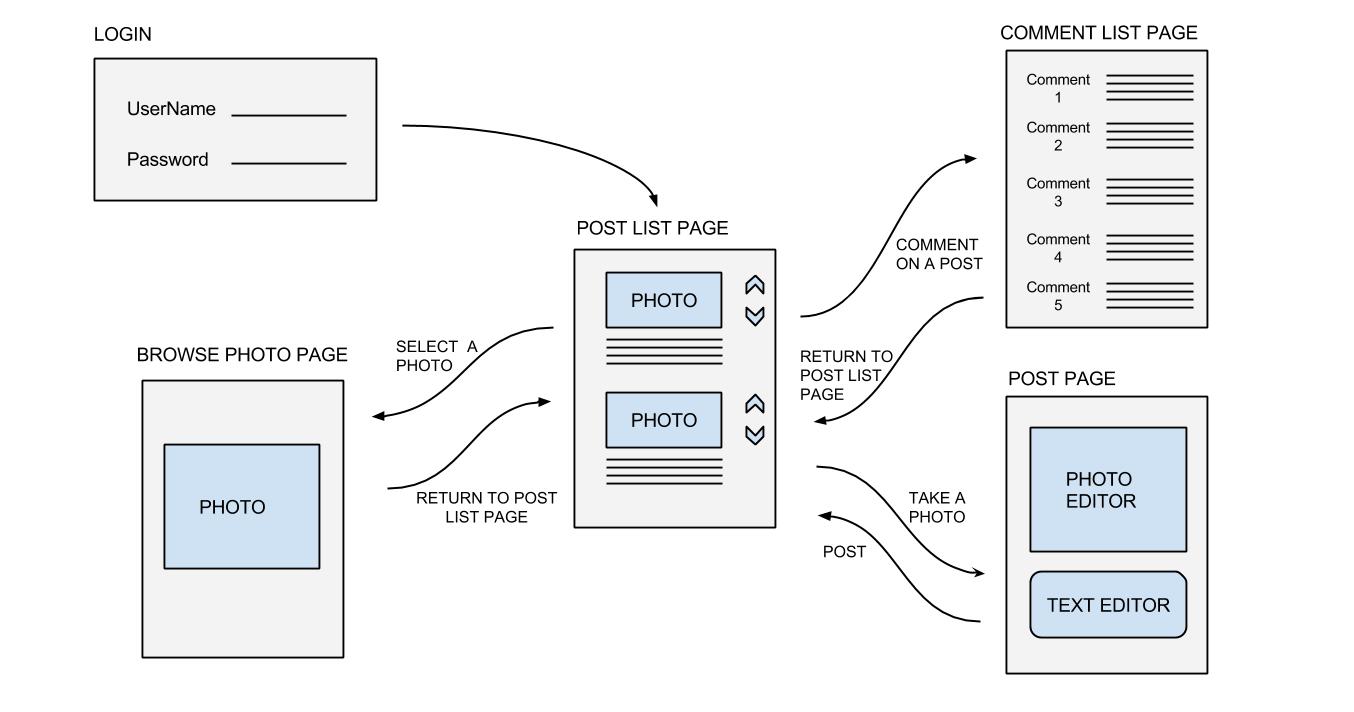 LOGIN
UserName
Password
POST LIST PAGE
PHOTO
PHOTO
SELECT A
PHOTO
RETURN TO POST
LIST PAGE
BROWSE PHOTO PAGE
PHOTO
COMMENT
ON A POST
RETURN TO
POST LIST
PAGE
COMMENT LIST PAGE
Comment
1
Comment
2
Comment
3
Comment
4
Comment
5
TAKE A
PHOTO
POST
POST PAGE
PHOTO
EDITOR
TEXT EDITOR